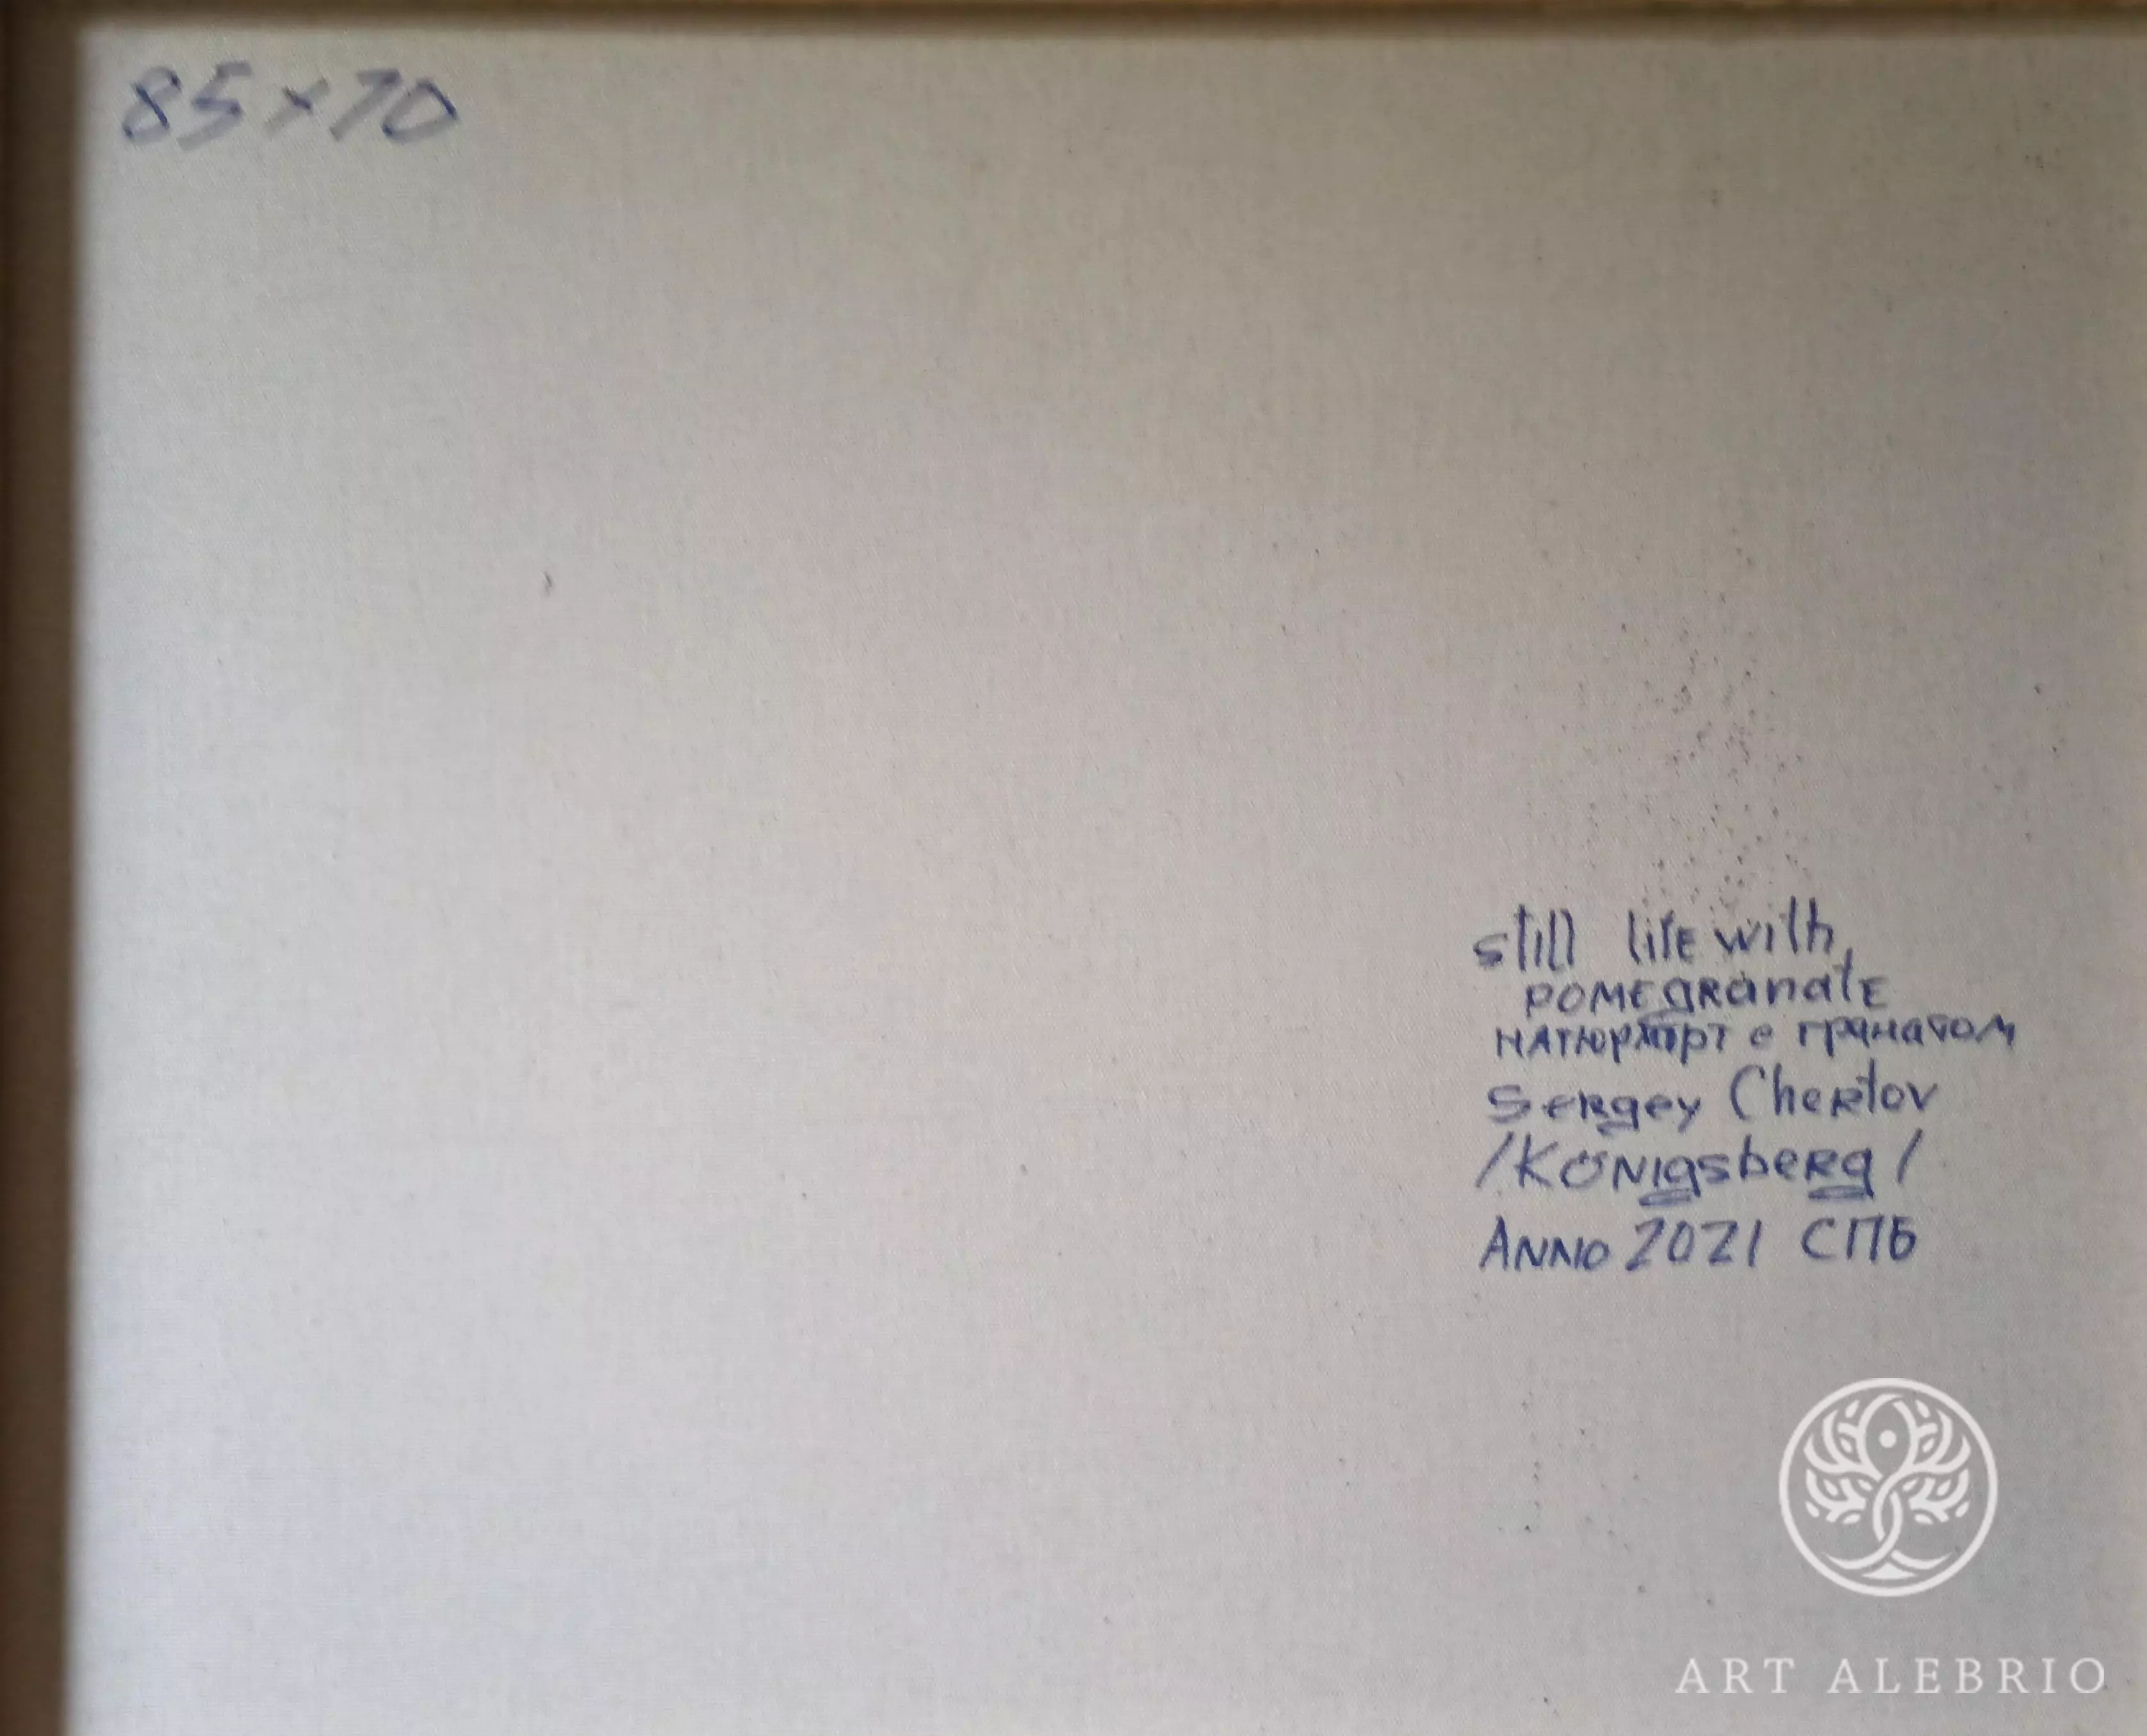 85×70
still life with
POMEgRanatE
НАТЮРМОРТ с гранатом
Sergey Chertov
/Königsberg/
ANNO 2021 СПБ
ART ALEBRIO